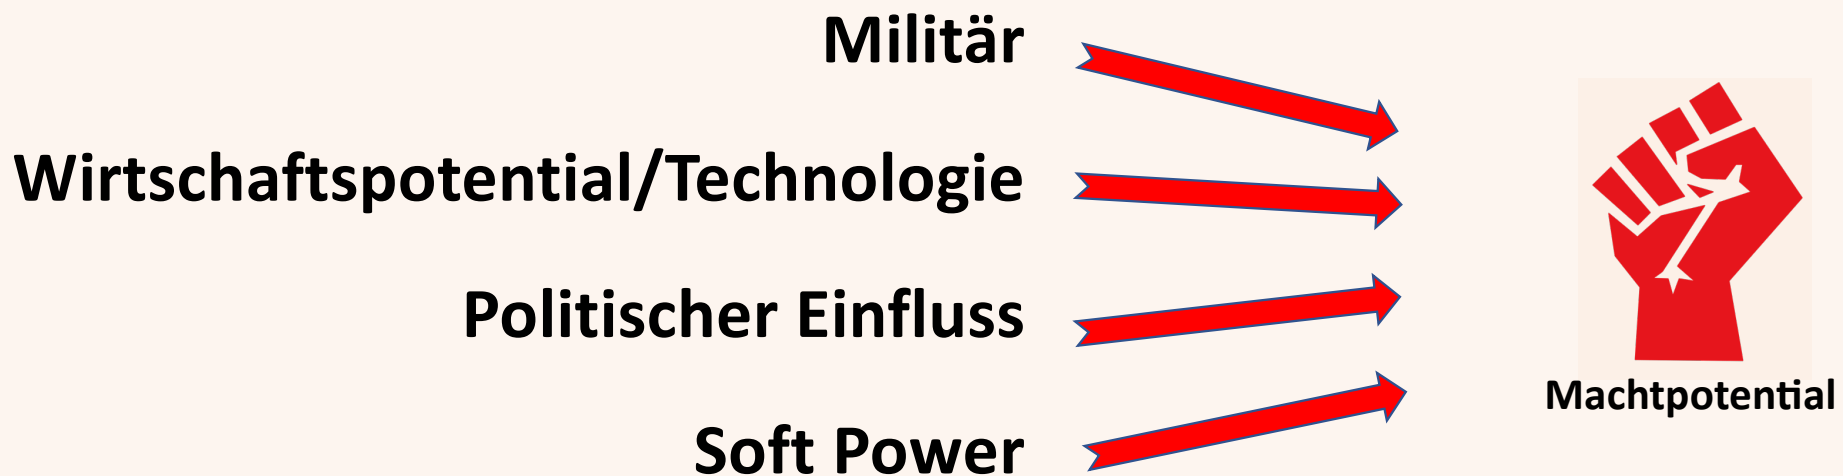 Militär
Wirtschaftspotential/Technologie
Politischer Einfluss
Soft Power
Machtpotential